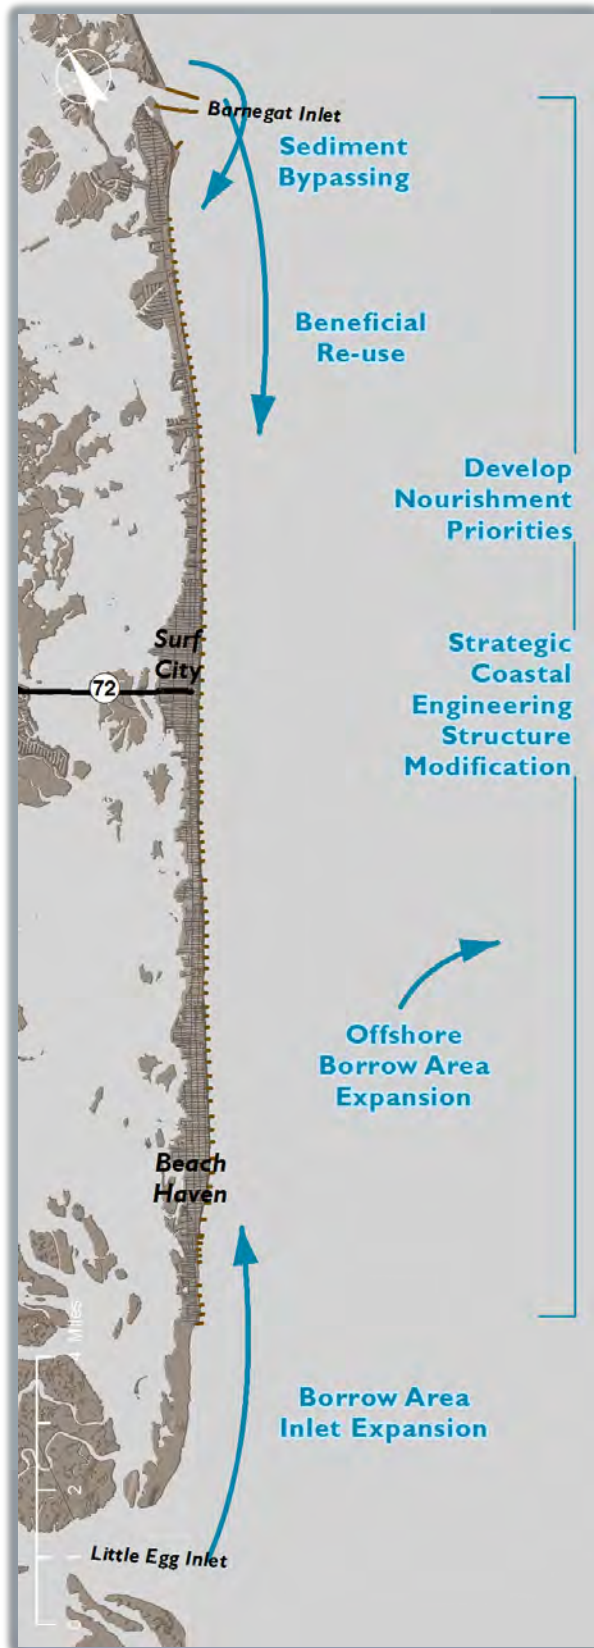 Barnegat Inlet
Sediment
Bypassing
Beneficial
Re-use
Develop
Nourishment
Priorities
Surf
City
72
Strategic
Coastal
Engineering
Structure
Modification
Offshore
Borrow Area
Expansion
Beach
Haven
Borrow Area
Inlet Expansion
Little Egg Inlet
4 Miles
2
0